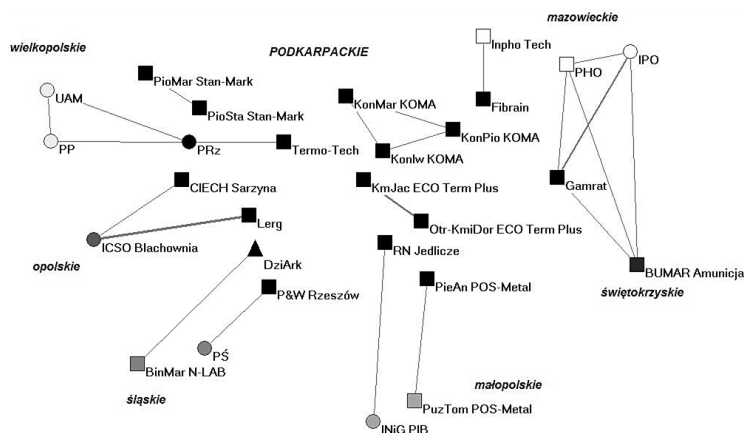 mazowieckie
wielkopolskie
PODKARPACKIE
Inpho Tech
IPO
PHO
PioMar Stan-Mark
UAM
PioSta Stan-Mark
KonMar KOMA
Fibrain
KonPio KOMA
PP
PRz
Termo-Tech
KonIw KOMA
CIECH Sarzyna
KmJac ECO Term Plus
Gamrat
Lerg
Otr-KmiDor ECO Term Plus
ICSO Blachownia
RN Jedlicze
opolskie
DziArk
BUMAR Amunicja
PieAn POS-Metal
świętokrzyskie
P&W Rzeszów
PŚ
BinMar N-LAB
małopolskie
śląskie
PuzTom POS-Metal
INiG PIB